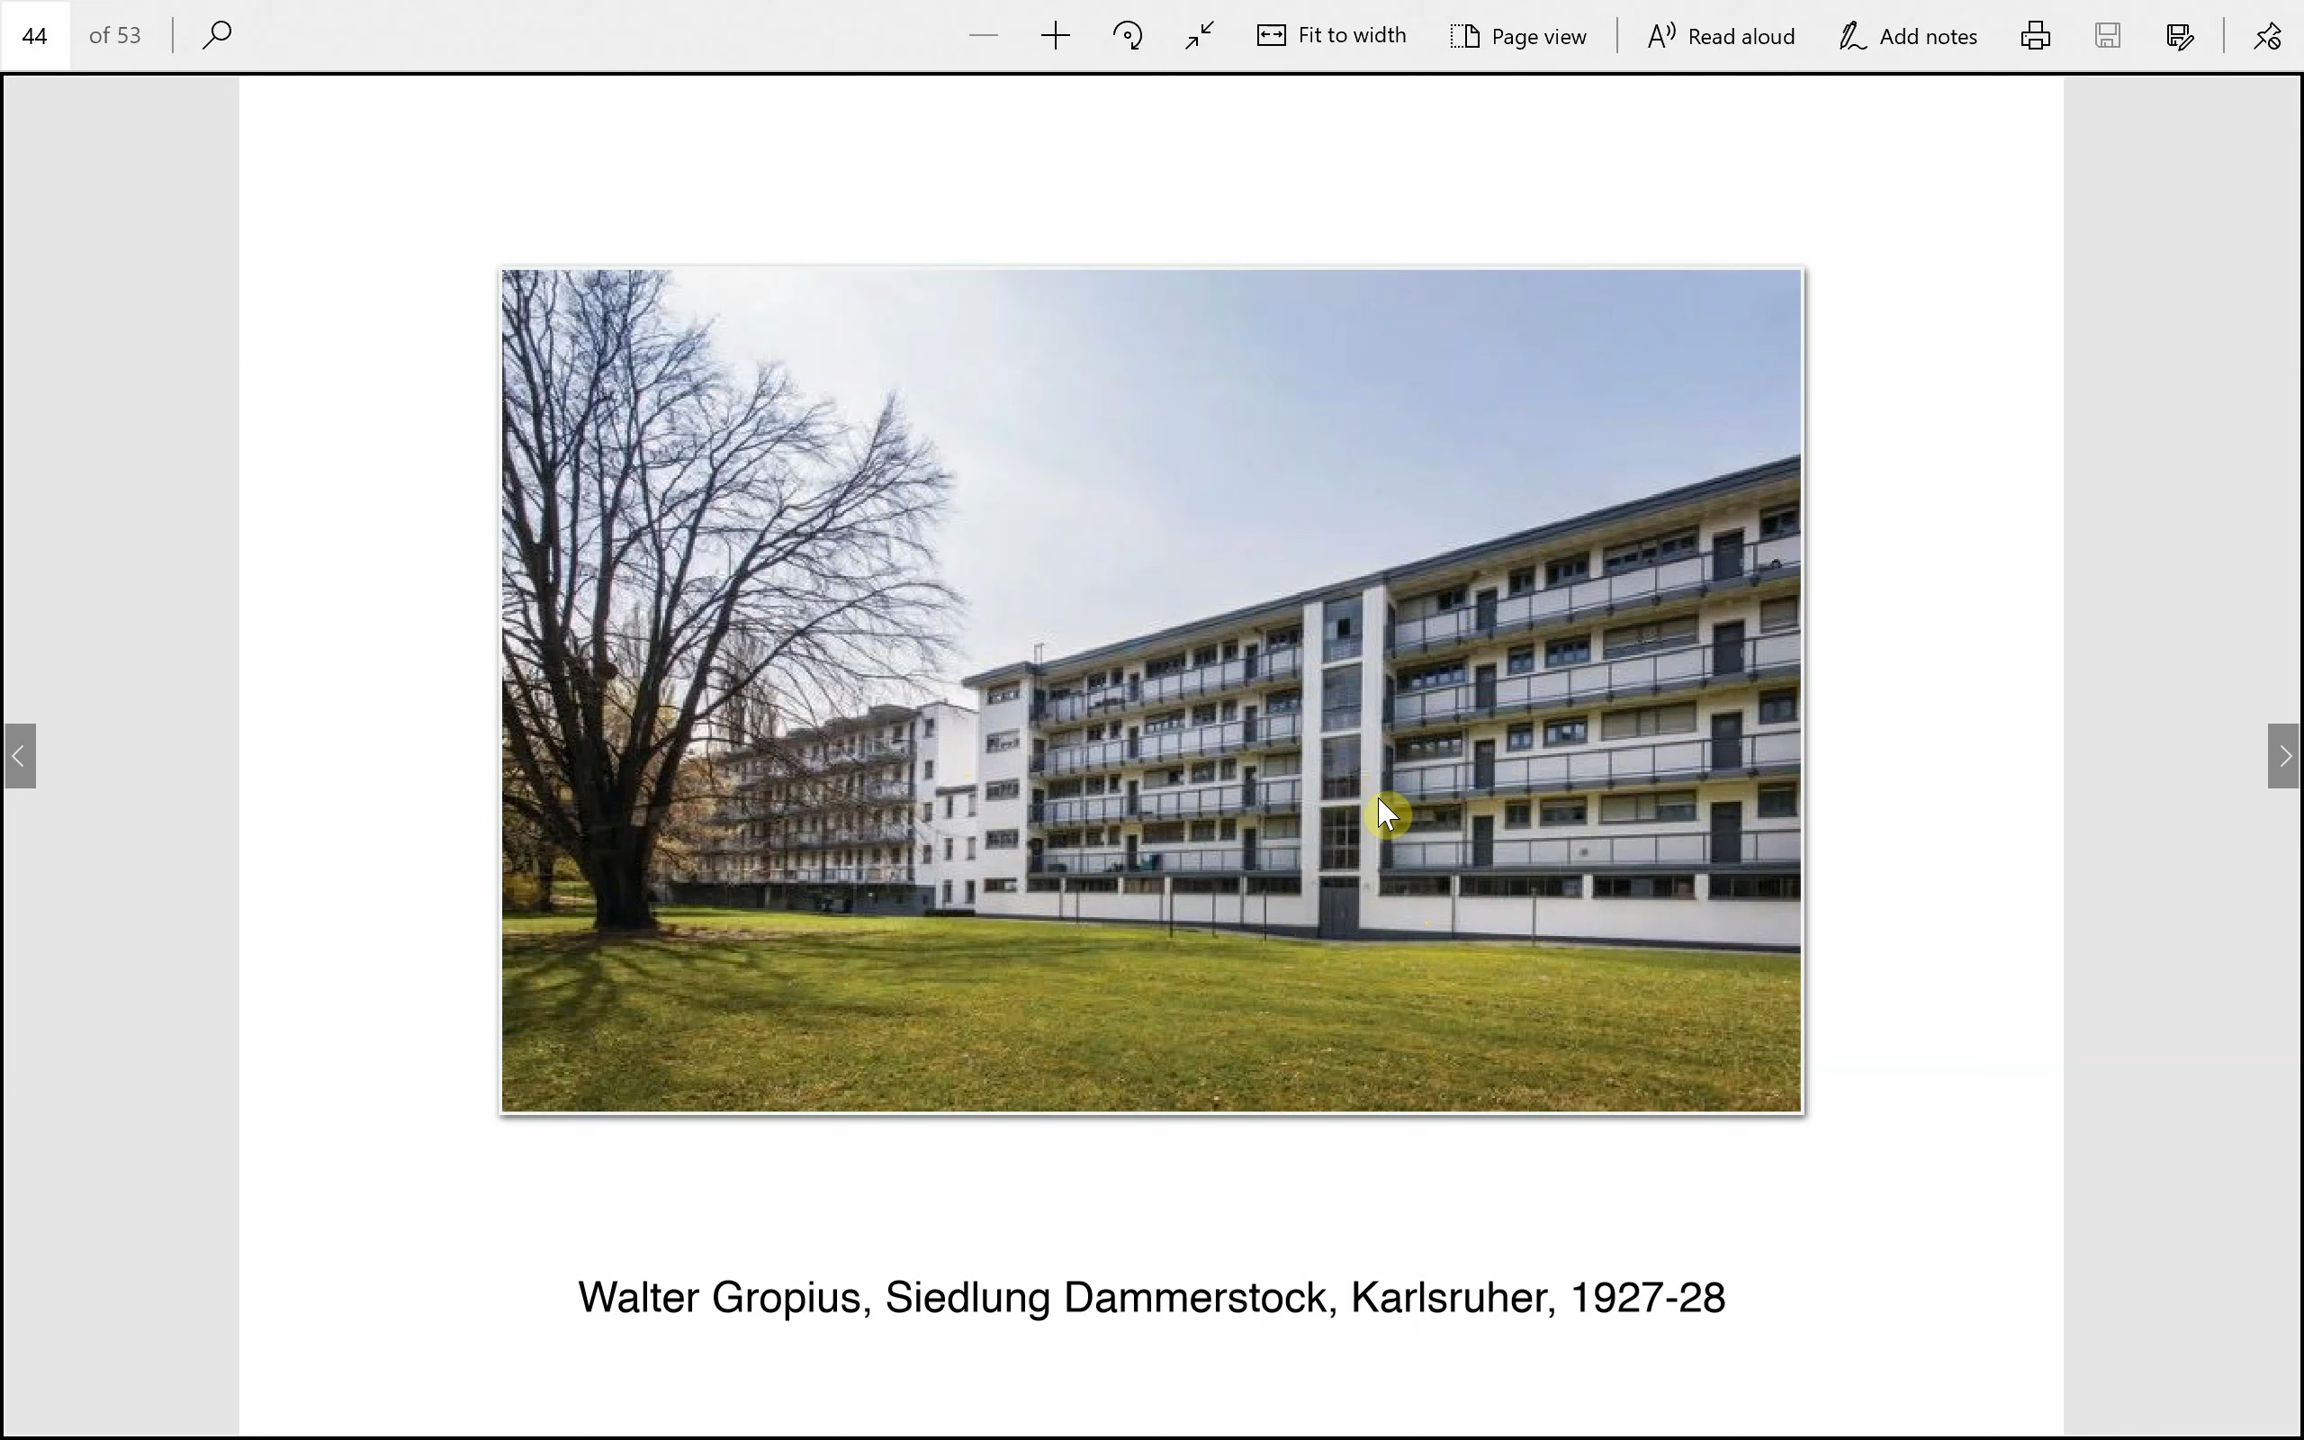 44 of 53 Fit to width Page view Read aloud Add notes
Walter Gropius, Siedlung Dammerstock, Karlsruher, 1927-28